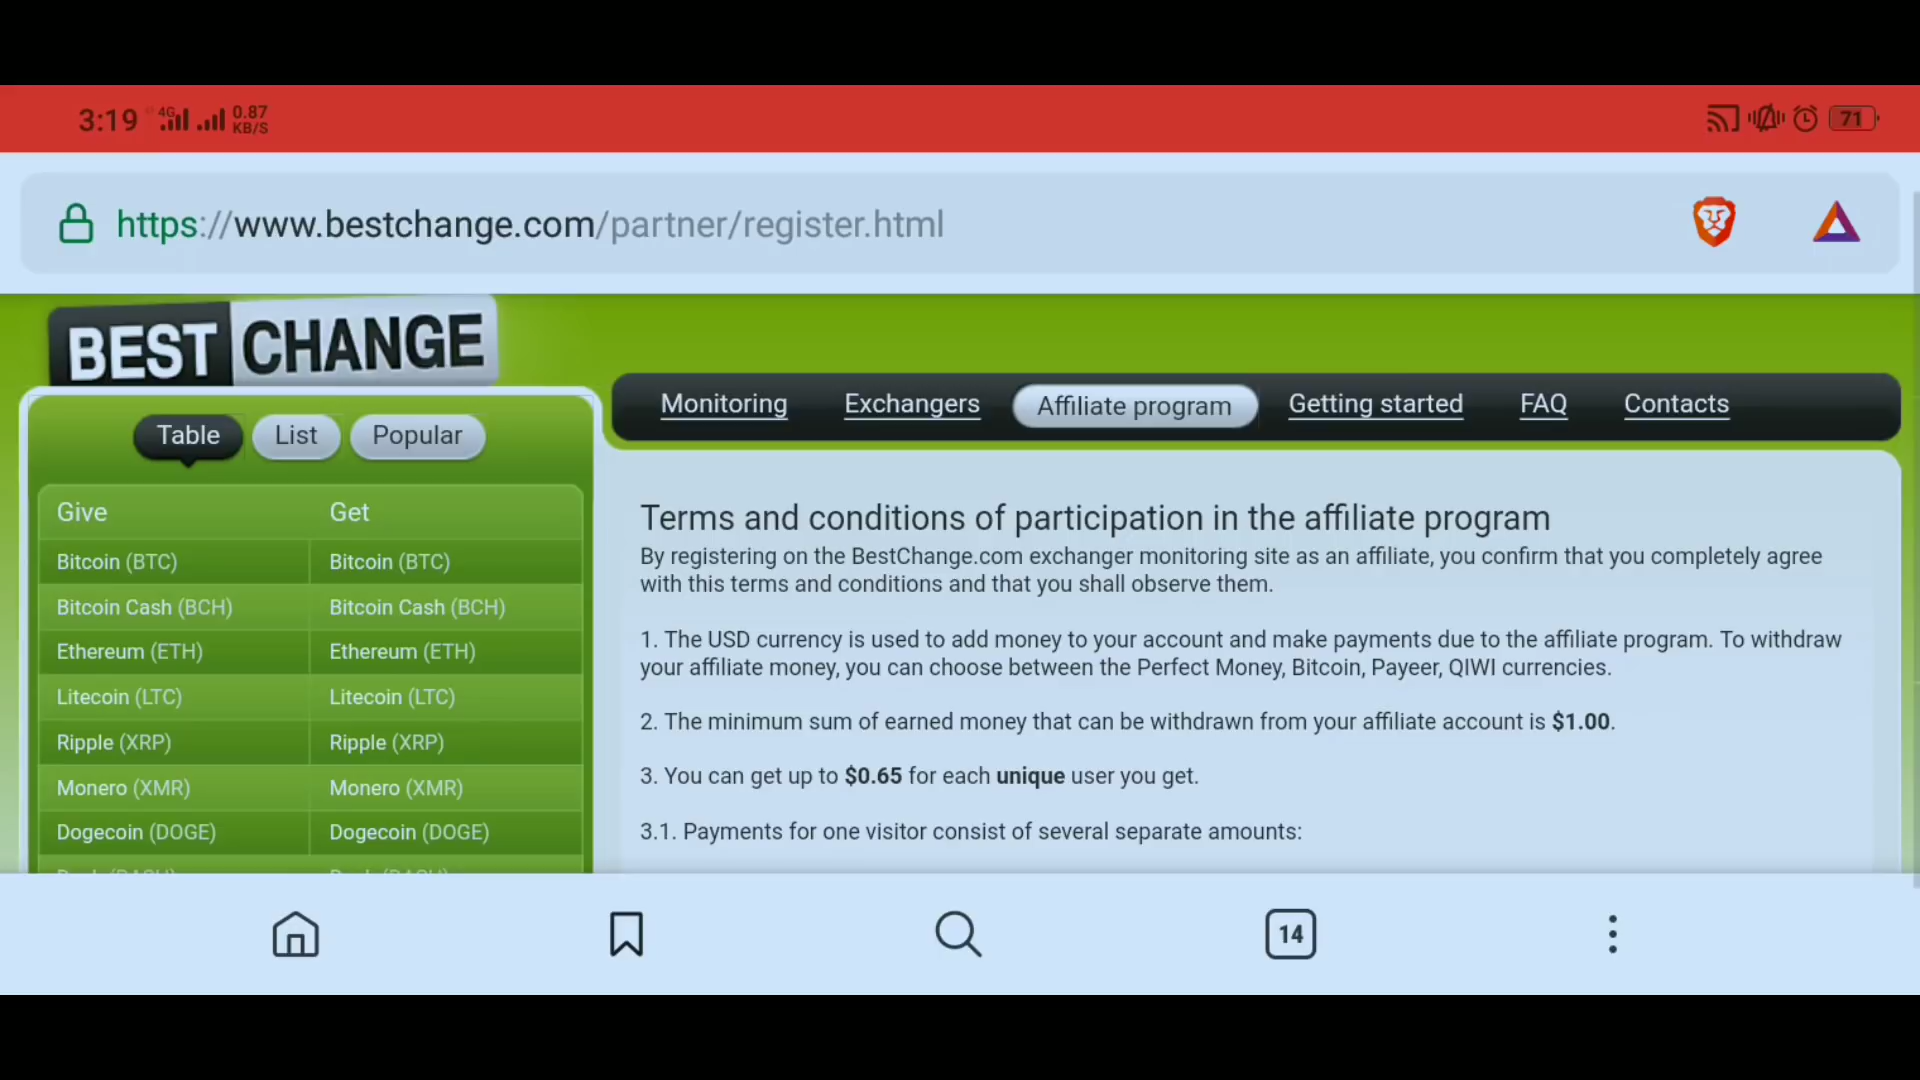 3:19 4G 0.87 KB/S 71
https://www.bestchange.com/partner/register.html
BEST CHANGE
Monitoring Exchangers Affiliate program Getting started FAQ Contacts
Table List Popular
Give Get
Bitcoin (BTC) Bitcoin (BTC)
Bitcoin Cash (BCH) Bitcoin Cash (BCH)
Ethereum (ETH) Ethereum (ETH)
Litecoin (LTC) Litecoin (LTC)
Ripple (XRP) Ripple (XRP)
Monero (XMR) Monero (XMR)
Dogecoin (DOGE) Dogecoin (DOGE)
Terms and conditions of participation in the affiliate program
By registering on the BestChange.com exchanger monitoring site as an affiliate, you confirm that you completely agree
with this terms and conditions and that you shall observe them.
1. The USD currency is used to add money to your account and make payments due to the affiliate program. To withdraw
your affiliate money, you can choose between the Perfect Money, Bitcoin, Payeer, QIWI currencies.
2. The minimum sum of earned money that can be withdrawn from your affiliate account is $1.00.
3. You can get up to $0.65 for each unique user you get.
3.1. Payments for one visitor consist of several separate amounts:
14